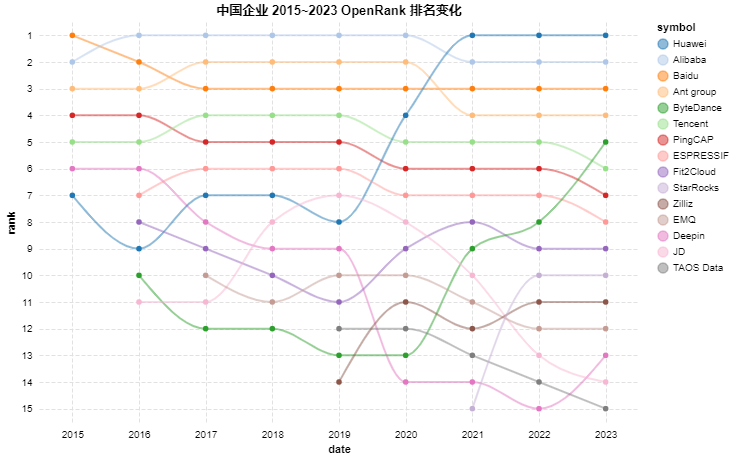 中国企业 2015~2023 OpenRank 排名变化
symbol
Huawei
Alibaba
Baidu
Ant group
ByteDance
Tencent
PingCAP
ESPRESSIF
Fit2Cloud
StarRocks
Zilliz
EMQ
Deepin
JD
TAOS Data
rank
1
2
3
4
5
6
7
8
9
10
11
12
13
14
15
2015 2016 2017 2018 2019 2020 2021 2022 2023
date